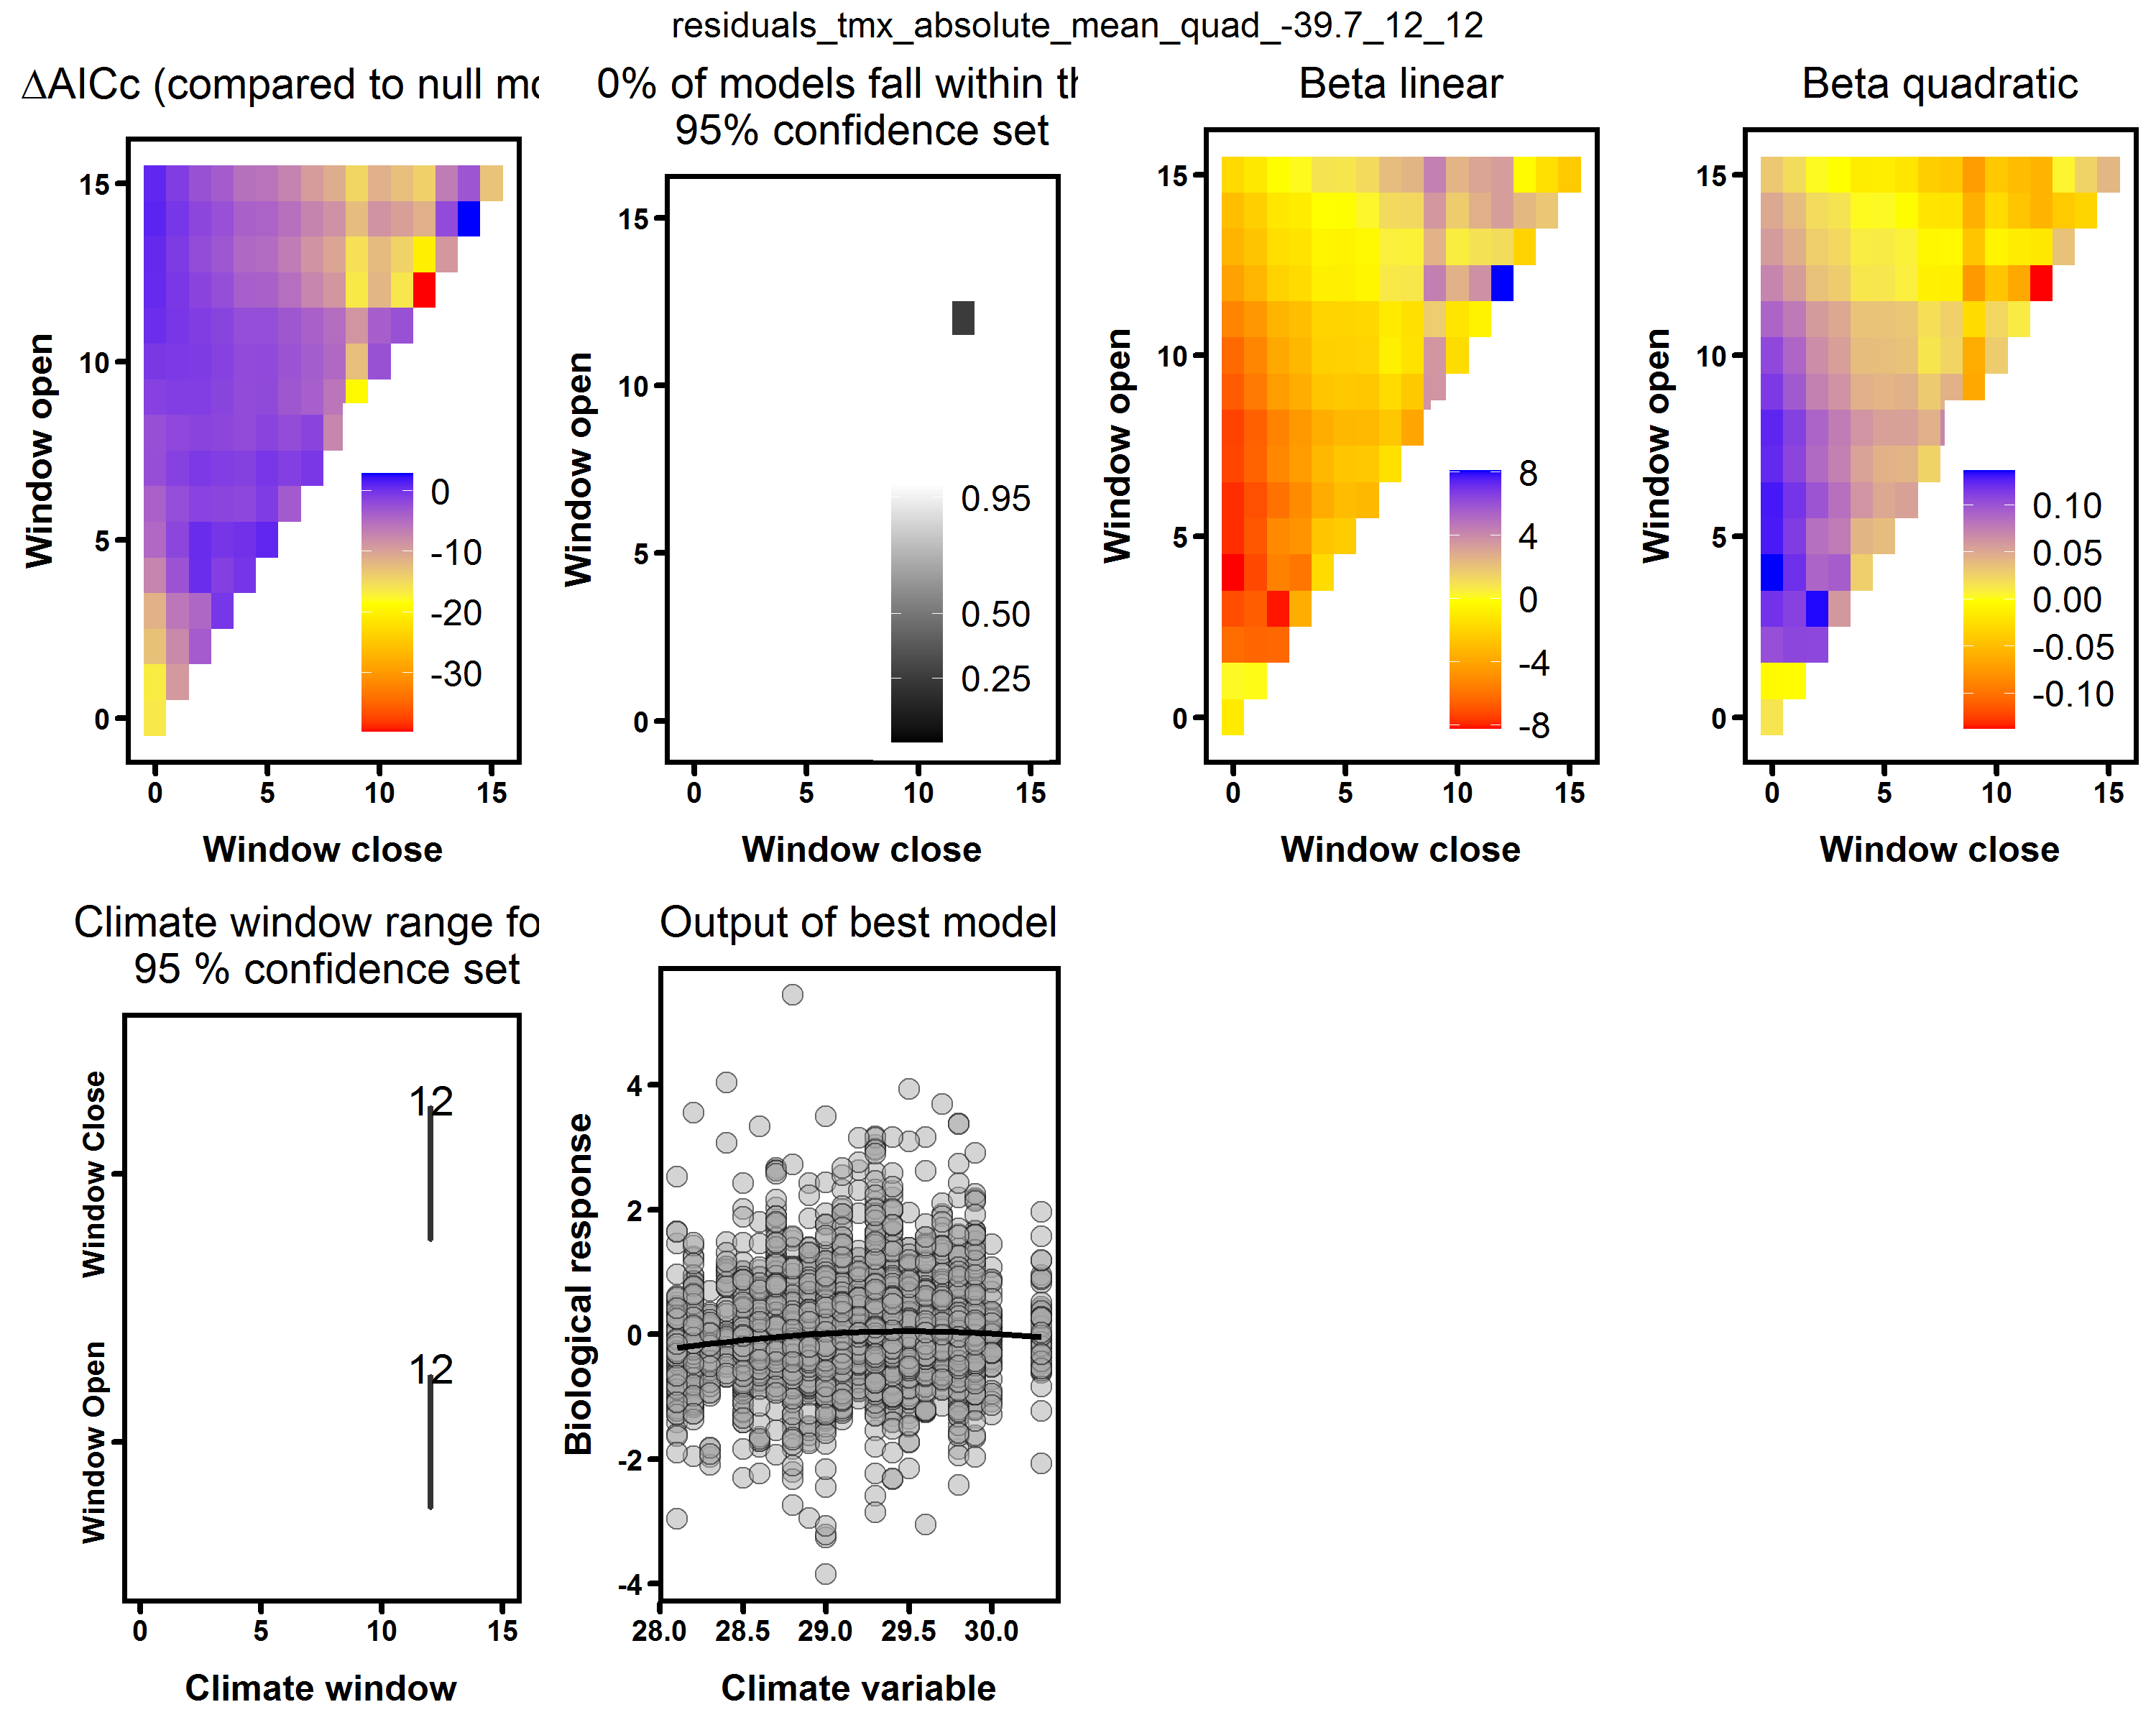 residuals_tmx_absolute_mean_quad_-39.7_12_12
ΔAICc (compared to null mo
15
10
5
0
0
-10
-20
-30
0 5 10 15
Window open
Window close
0% of models fall within th
95% confidence set
15
10
5
0
0.95
0.50
0.25
0 5 10 15
Window open
Window close
Beta linear
15
10
5
0
8
4
0
-4
-8
0 5 10 15
Window open
Window close
Beta quadratic
15
10
5
0
0.10
0.05
0.00
-0.05
-0.10
0 5 10 15
Window open
Window close
Climate window range fo
95 % confidence set
Window Close
12
Window Open
12
0 5 10 15
Climate window
Output of best model
Biological response
4
2
0
-2
-4
28.0 28.5 29.0 29.5 30.0
Climate variable